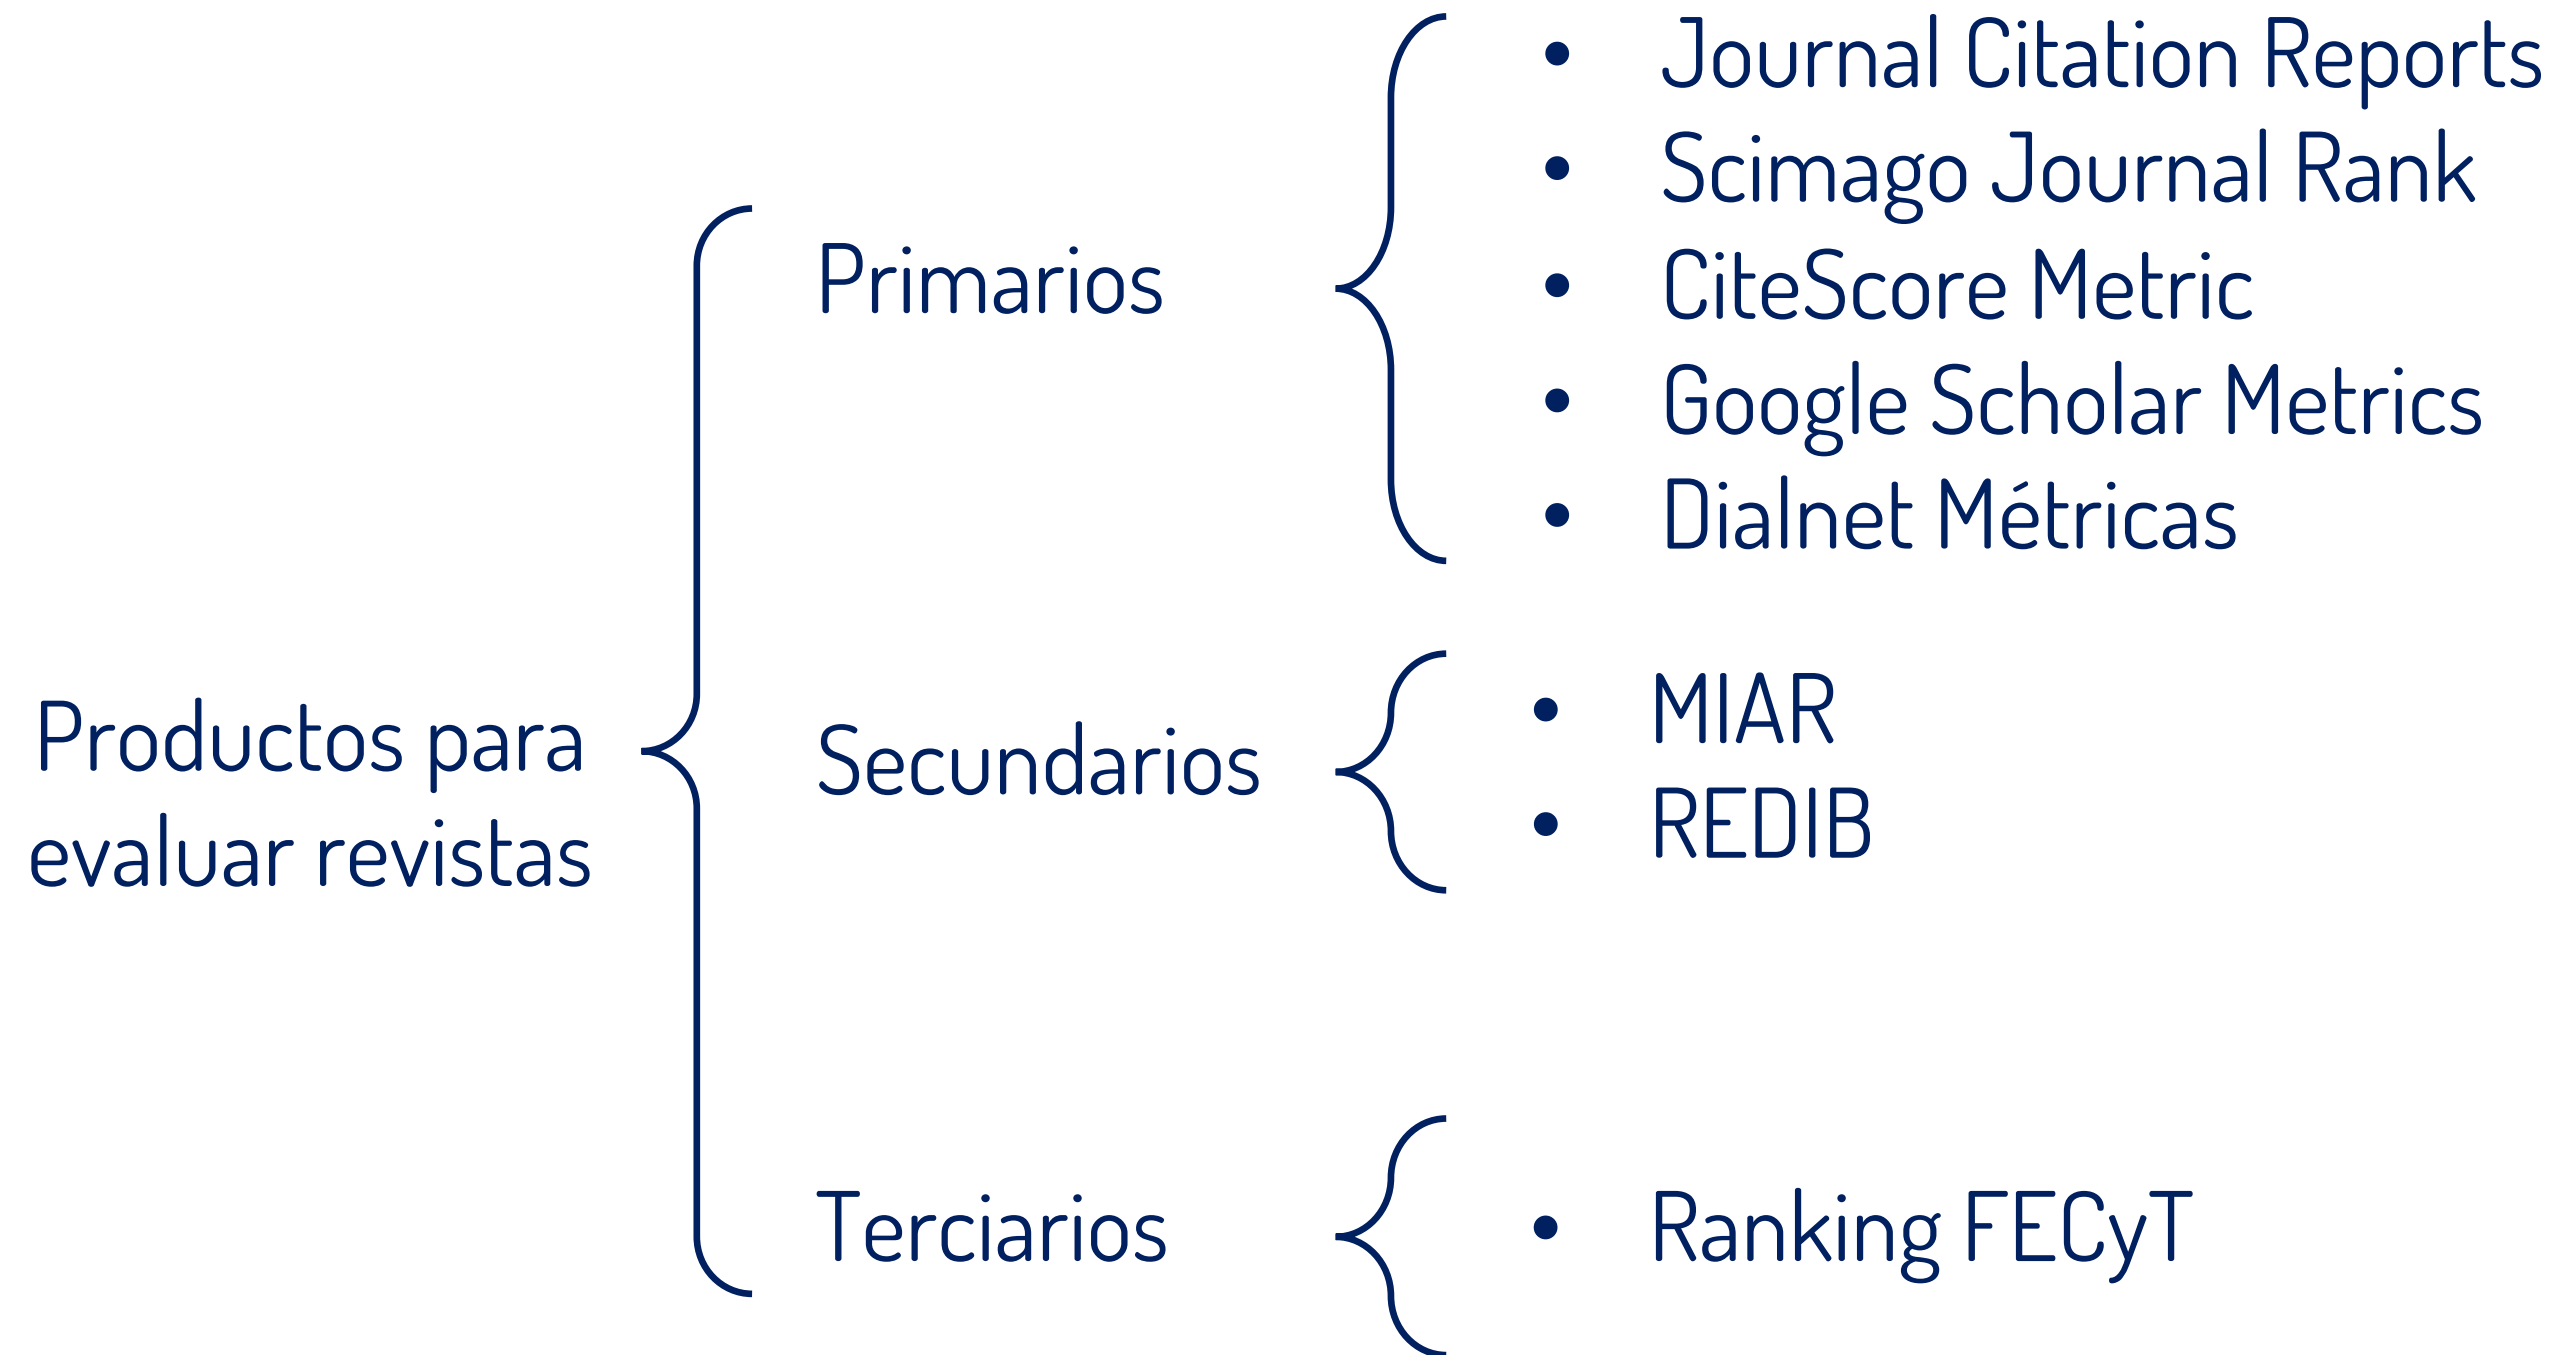 Productos para
evaluar revistas
Primarios
• Journal Citation Reports
• Scimago Journal Rank
• CiteScore Metric
• Google Scholar Metrics
• Dialnet Métricas
Secundarios
• MIAR
• REDIB
Terciarios
• Ranking FECyT